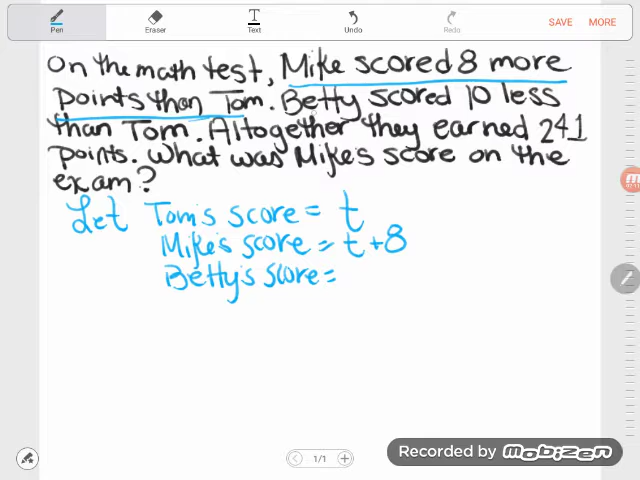 Pen Eraser Text Undo Redo SAVE MORE
On the math test, Mike scored 8 more
points than Tom. Betty scored 10 less
than Tom. Altogether they earned 241
points. What was Mike's score on the
exam?
Let Tom's score = t
Mike's score = t + 8
Betty's score =
1/1
Recorded by mobizen